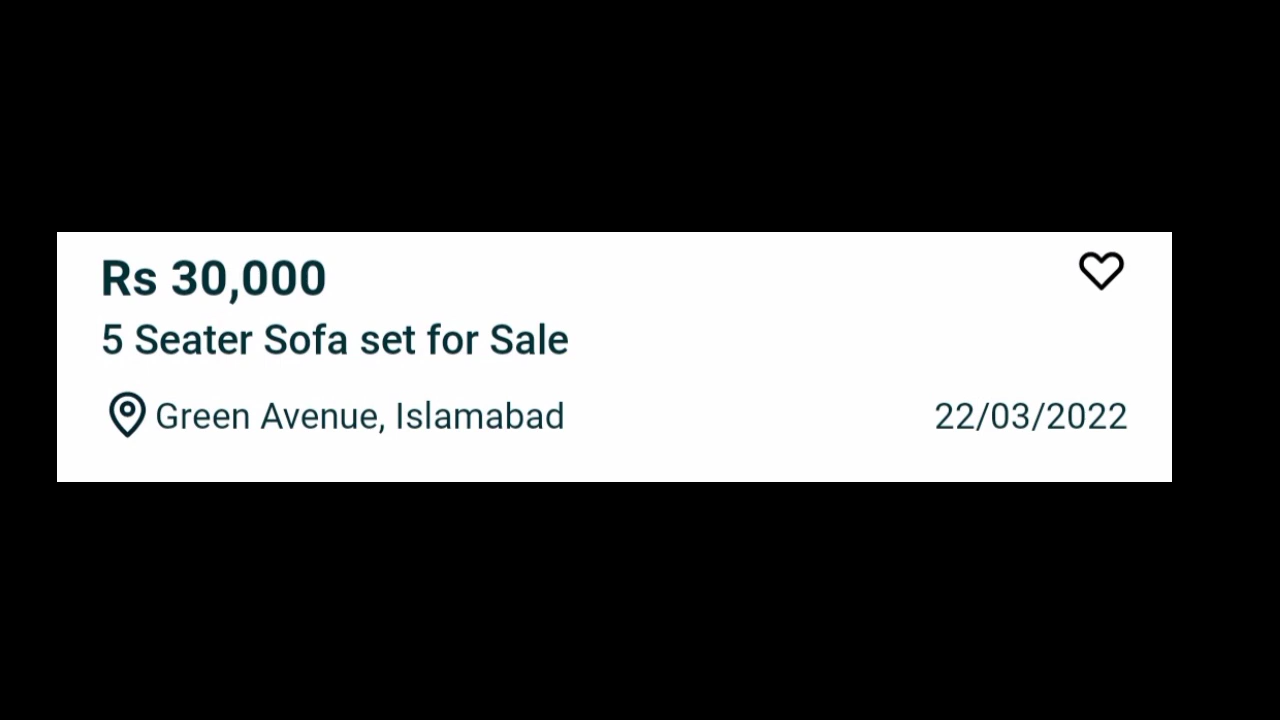 Rs 30,000
5 Seater Sofa set for Sale
Green Avenue, Islamabad 22/03/2022